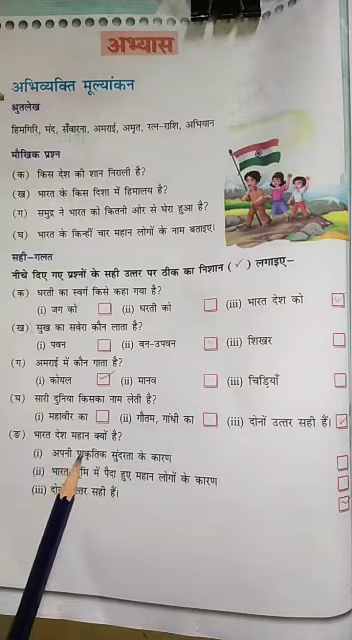 अभ्यास
अभिव्यक्ति मूल्यांकन
श्रुतलेख
हिमगिरि, मंद, सँवारना, अमराई, अमृत, रत्न-राशि, अभियान
मौखिक प्रश्न
(क) किस देश की शान निराली है?
(ख) भारत के किस दिशा में हिमालय है?
(ग) समुद्र ने भारत को कितनी ओर से घेरा हुआ है?
(घ) भारत के किन्हीं चार महान लोगों के नाम बताइए।
सही-गलत
नीचे दिए गए प्रश्नों के सही उत्तर पर ठीक का निशान (✓) लगाइए-
(क) धरती का स्वर्ग किसे कहा गया है?
(i) जग को (ii) धरती को (iii) भारत देश को
(ख) सुख का सवेरा कौन लाता है?
(i) पवन (ii) वन-उपवन (iii) शिखर
(ग) अमराई में कौन गाता है?
(i) कोयल (ii) मानव (iii) चिड़ियाँ
(घ) सारी दुनिया किसका नाम लेती है?
(i) महावीर का (ii) गौतम, गांधी का (iii) दोनों उत्तर सही हैं।
(ङ) भारत देश महान क्यों है?
(i) अपनी प्राकृतिक सुंदरता के कारण
(ii) भारत में पैदा हुए महान लोगों के कारण
(iii) सही हैं।